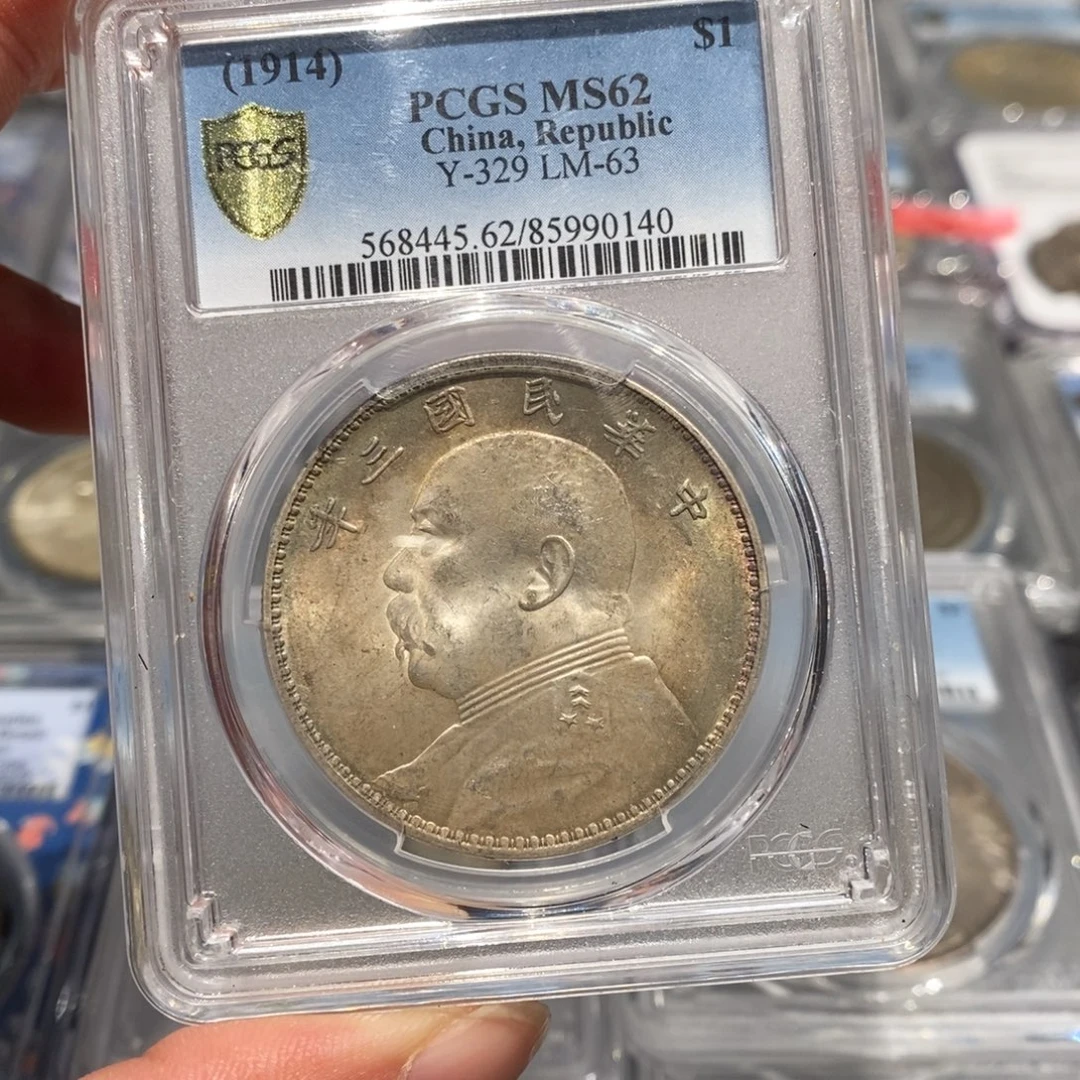 (1914) $1
PCGS MS62
China, Republic
Y-329 LM-63
568445.62/85990140
PCGS
中華民國三年
PCGS